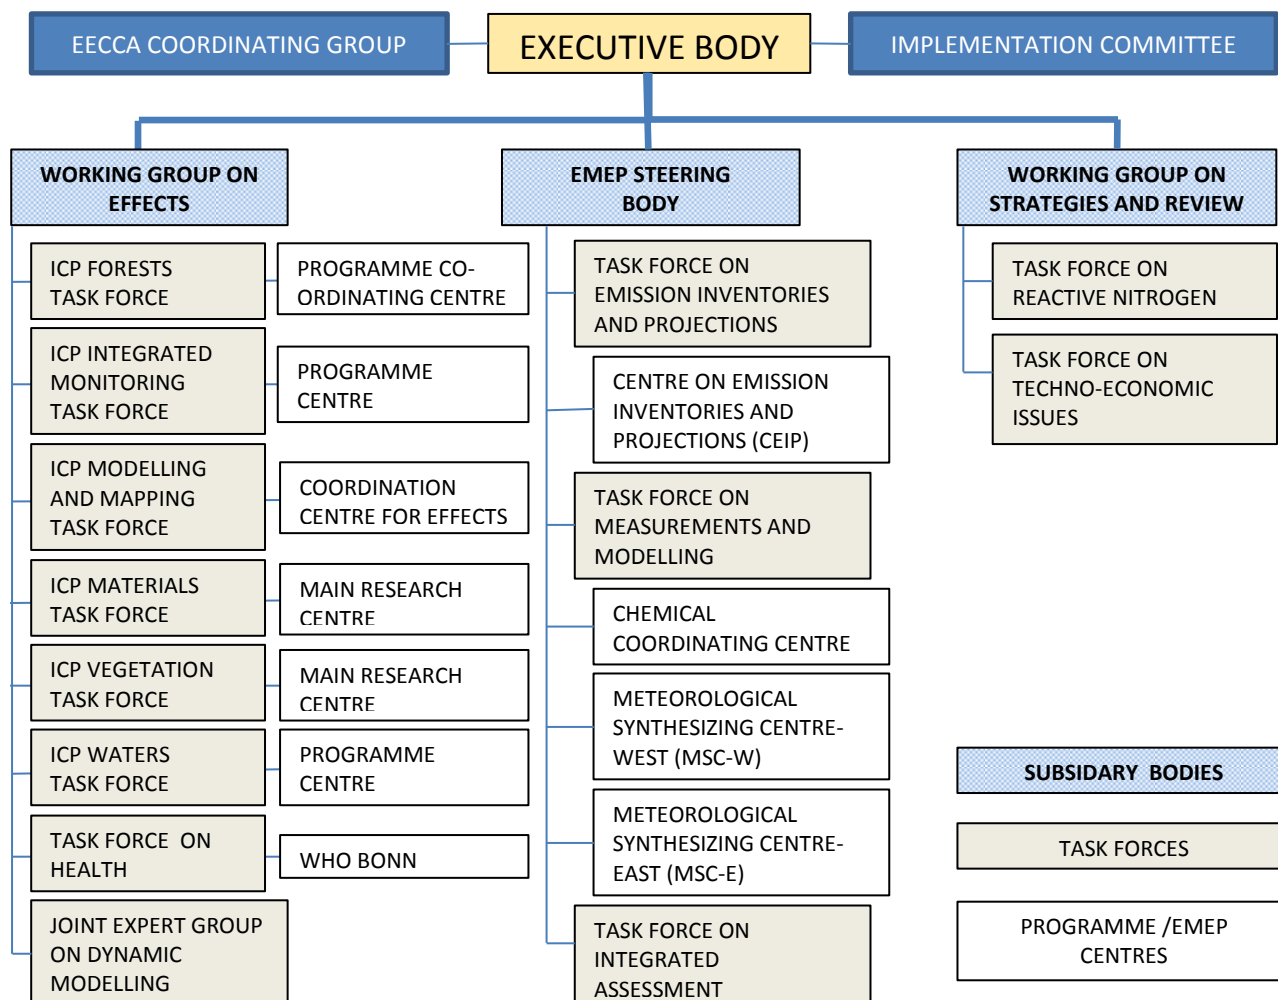 EECCA COORDINATING GROUP
EXECUTIVE BODY
IMPLEMENTATION COMMITTEE
WORKING GROUP ON
EFFECTS
ICP FORESTS
TASK FORCE
PROGRAMME CO-
ORDINATING CENTRE
ICP INTEGRATED
MONITORING
TASK FORCE
PROGRAMME
CENTRE
ICP MODELLING
AND MAPPING
TASK FORCE
COORDINATION
CENTRE FOR EFFECTS
ICP MATERIALS
TASK FORCE
MAIN RESEARCH
CENTRE
ICP VEGETATION
TASK FORCE
MAIN RESEARCH
CENTRE
ICP WATERS
TASK FORCE
PROGRAMME
CENTRE
TASK FORCE ON
HEALTH
WHO BONN
JOINT EXPERT GROUP
ON DYNAMIC
MODELLING
EMEP STEERING
BODY
TASK FORCE ON
EMISSION INVENTORIES
AND PROJECTIONS
CENTRE ON EMISSION
INVENTORIES AND
PROJECTIONS (CEIP)
TASK FORCE ON
MEASUREMENTS AND
MODELLING
CHEMICAL
COORDINATING CENTRE
METEOROLOGICAL
SYNTHESIZING CENTRE-
WEST (MSC-W)
METEOROLOGICAL
SYNTHESIZING CENTRE-
EAST (MSC-E)
TASK FORCE ON
INTEGRATED
ASSESSMENT
WORKING GROUP ON
STRATEGIES AND REVIEW
TASK FORCE ON
REACTIVE NITROGEN
TASK FORCE ON
TECHNO-ECONOMIC
ISSUES
SUBSIDARY BODIES
TASK FORCES
PROGRAMME /EMEP
CENTRES